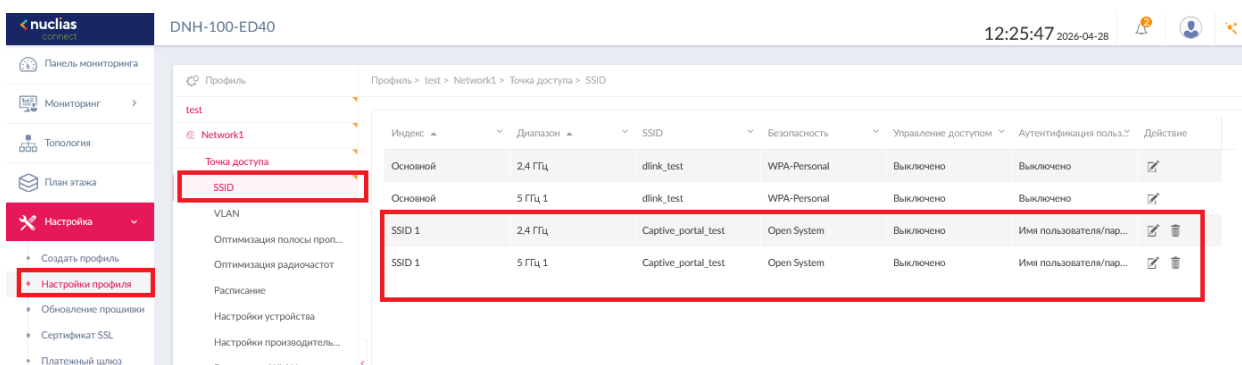 nuclias
connect
DNH-100-ED40
12:25:47 2026-04-28
2
Панель мониторинга
Мониторинг
Топология
План этажа
Настройка
Создать профиль
Настройки профиля
Обновление прошивки
Сертификат SSL
Платежный шлюз
Профиль
test
Network1
Точка доступа
SSID
VLAN
Оптимизация полосы проп...
Оптимизация радиочастот
Расписание
Настройки устройства
Настройки производитель...
Профиль > test > Network1 > Точка доступа > SSID
Индекс Диапазон SSID Безопасность Управление доступом Аутентификация польз... Действие
Основной 2,4 ГГц dlink_test WPA-Personal Выключено Выключено
Основной 5 ГГц 1 dlink_test WPA-Personal Выключено Выключено
SSID 1 2,4 ГГц Captive_portal_test Open System Выключено Имя пользователя/пар...
SSID 1 5 ГГц 1 Captive_portal_test Open System Выключено Имя пользователя/пар...